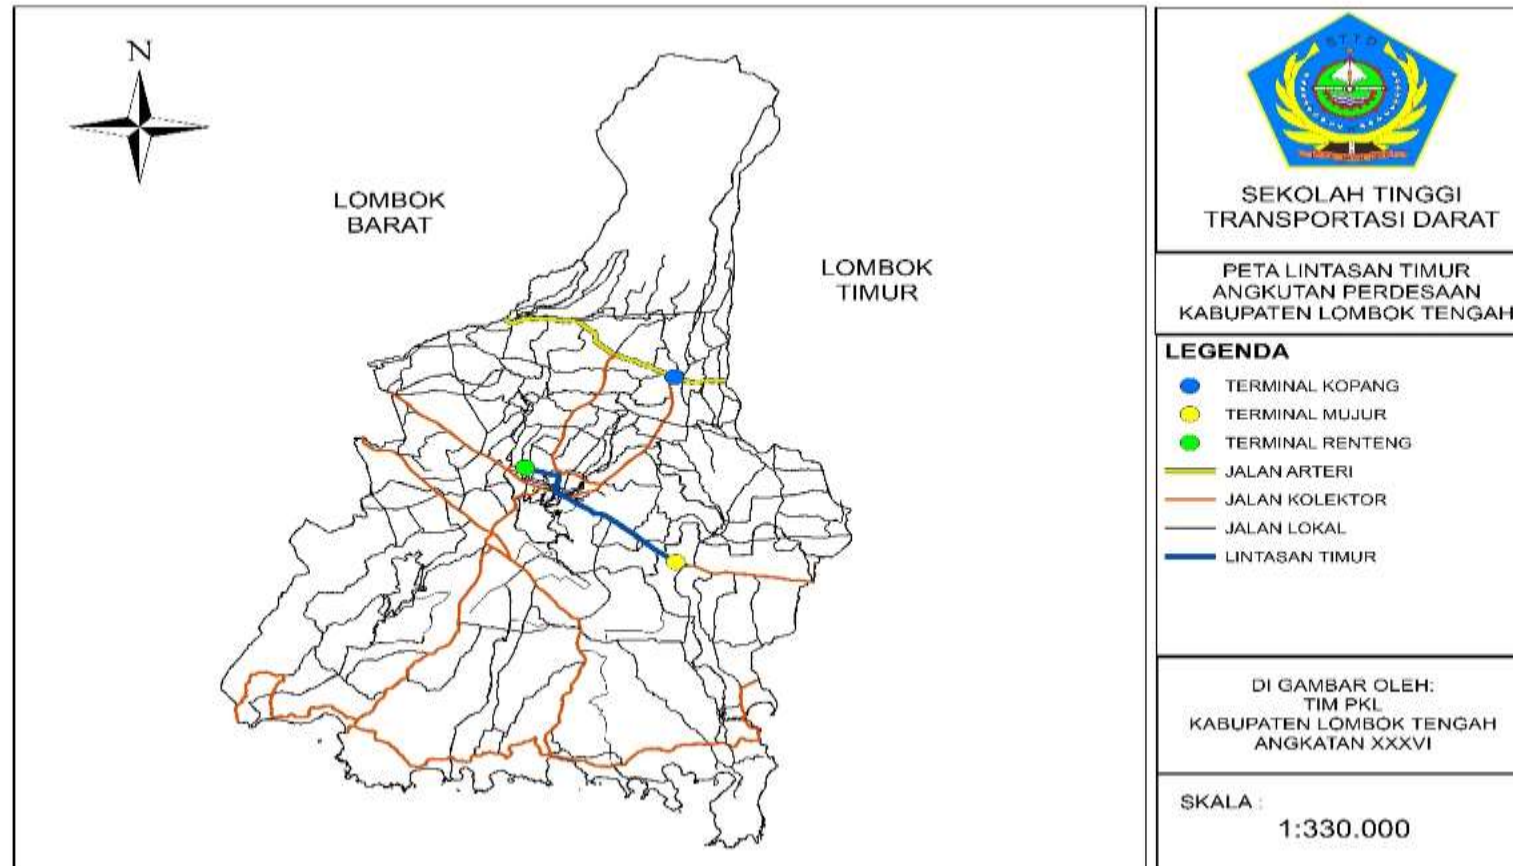 N
LOMBOK
BARAT
LOMBOK
TIMUR
S T T D
SEKOLAH TINGGI
TRANSPORTASI DARAT
PETA LINTASAN TIMUR
ANGKUTAN PERDESAAN
KABUPATEN LOMBOK TENGAH
LEGENDA
TERMINAL KOPANG
TERMINAL MUJUR
TERMINAL RENTENG
JALAN ARTERI
JALAN KOLEKTOR
JALAN LOKAL
LINTASAN TIMUR
DI GAMBAR OLEH:
TIM PKL
KABUPATEN LOMBOK TENGAH
ANGKATAN XXXVI
SKALA :
1:330.000